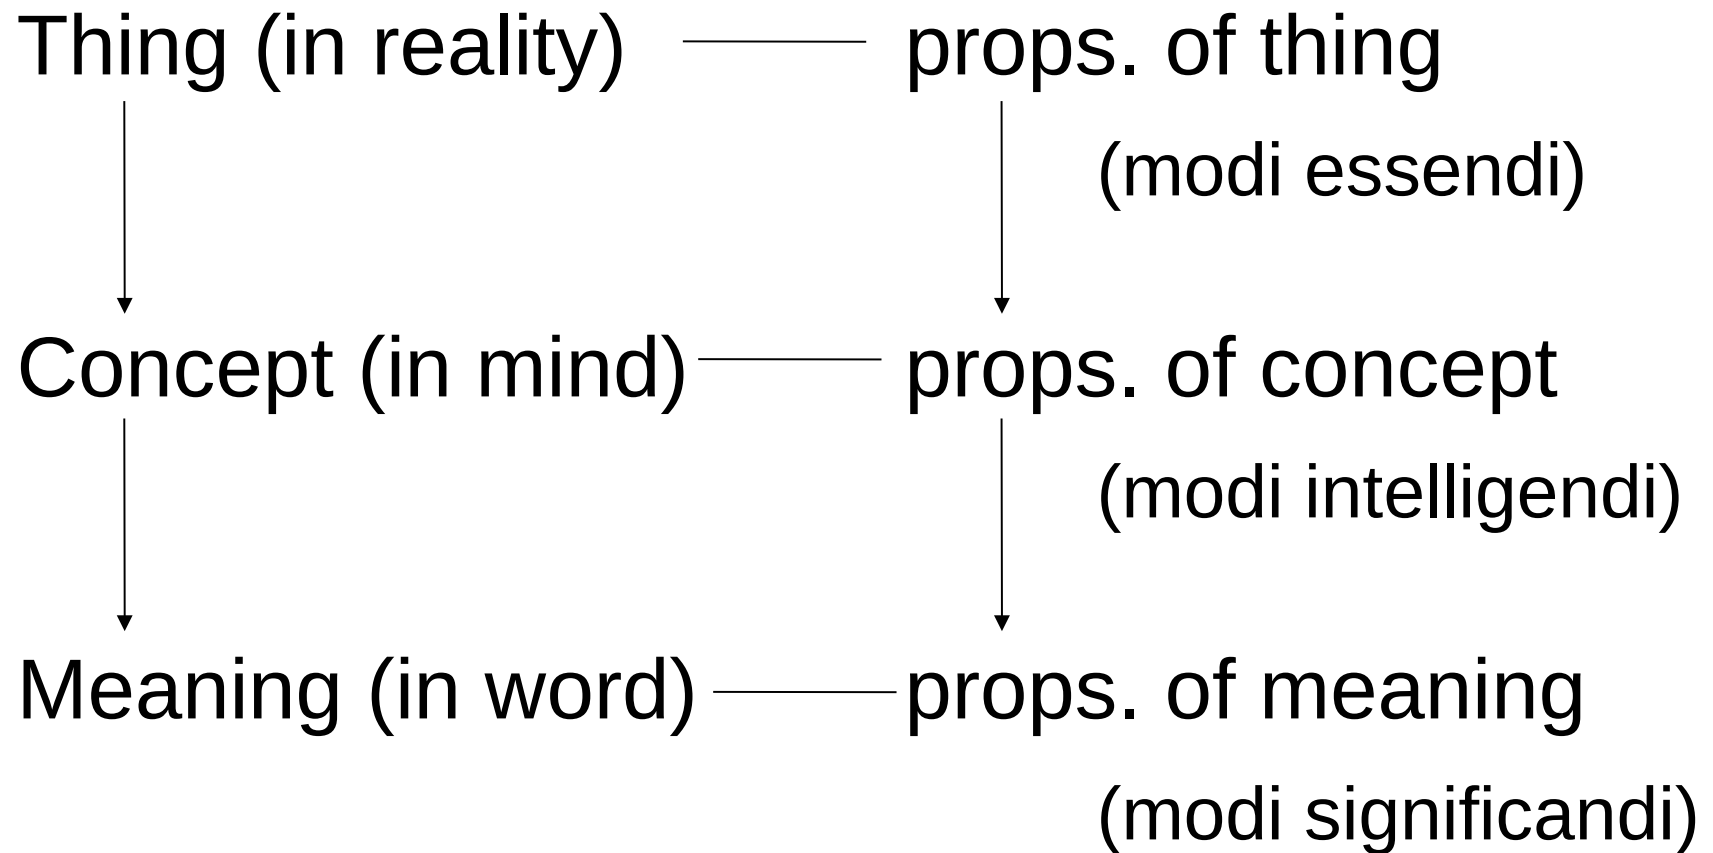 Thing (in reality) props. of thing
(modi essendi)
Concept (in mind) props. of concept
(modi intelligendi)
Meaning (in word) props. of meaning
(modi significandi)